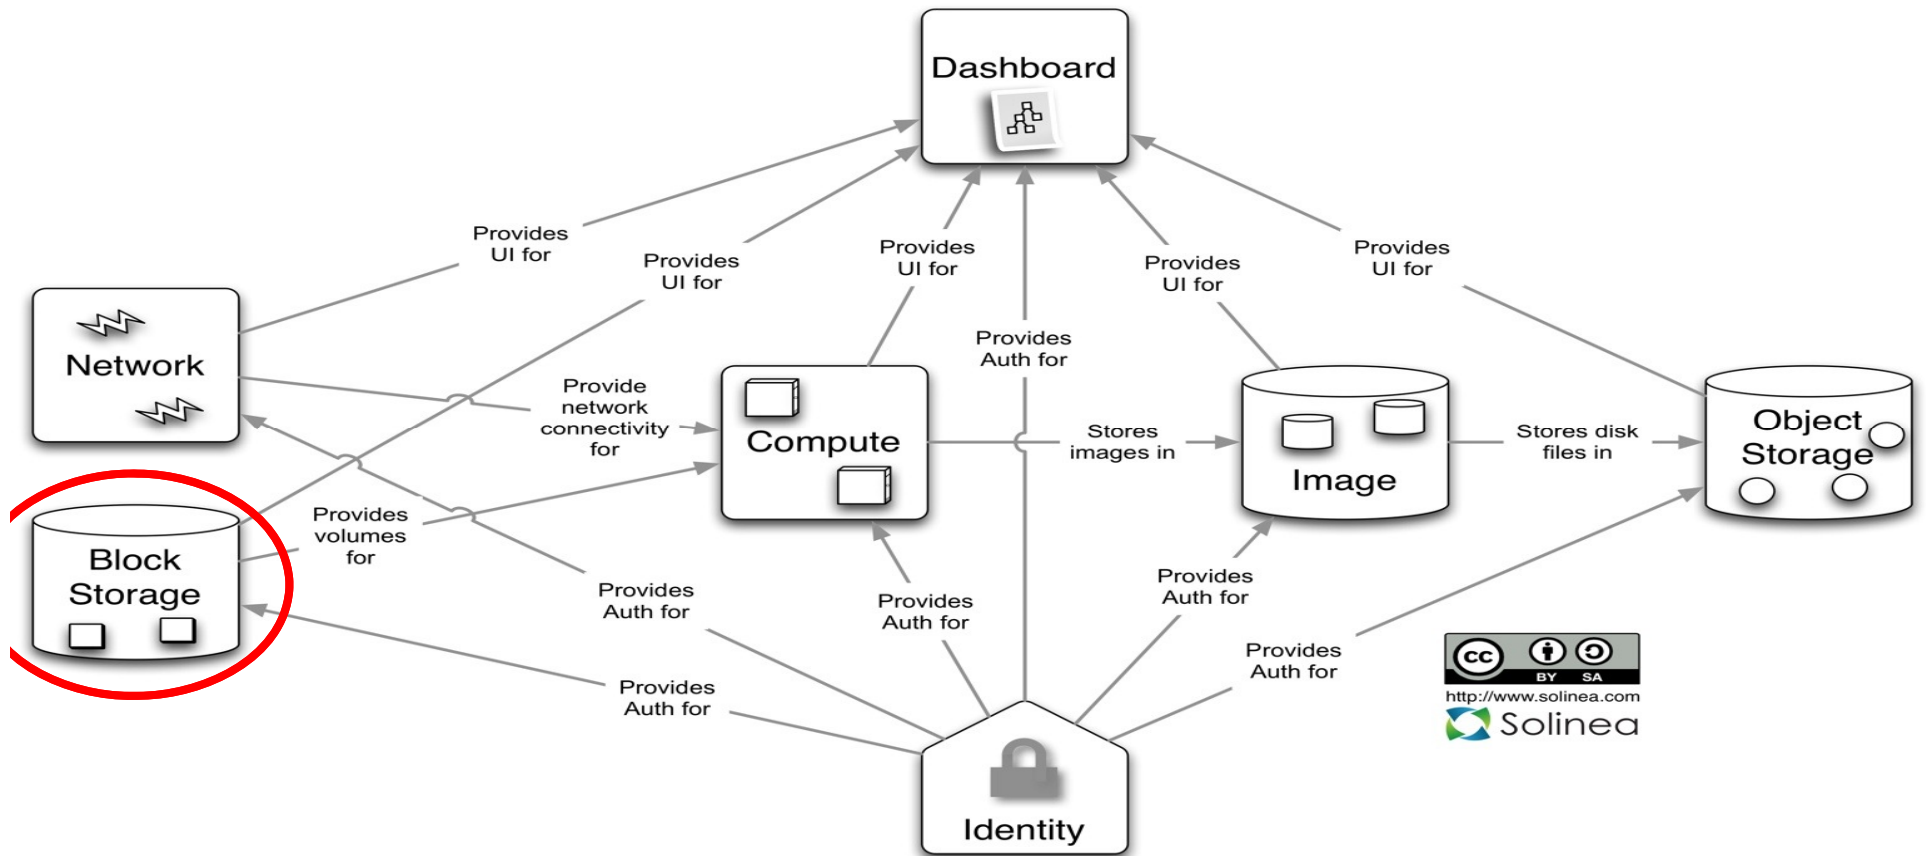 Dashboard
Provides
UI for
Provides
UI for
Provides
UI for
Provides
UI for
Provides
UI for
Provides
Auth for
Network
Provide
network
connectivity
for
Compute
Stores
images in
Image
Stores disk
files in
Object
Storage
Block
Storage
Provides
volumes
for
Provides
Auth for
Provides
Auth for
Provides
Auth for
Provides
Auth for
Provides
Auth for
Identity
cc
BY SA
http://www.solinea.com
Solinea